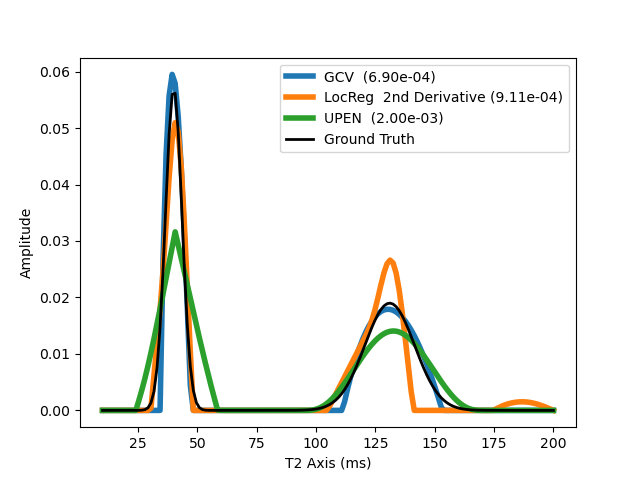 GCV (6.90e-04)
LocReg 2nd Derivative (9.11e-04)
UPEN (2.00e-03)
Ground Truth
Amplitude
0.06
0.05
0.04
0.03
0.02
0.01
0.00
25 50 75 100 125 150 175 200
T2 Axis (ms)